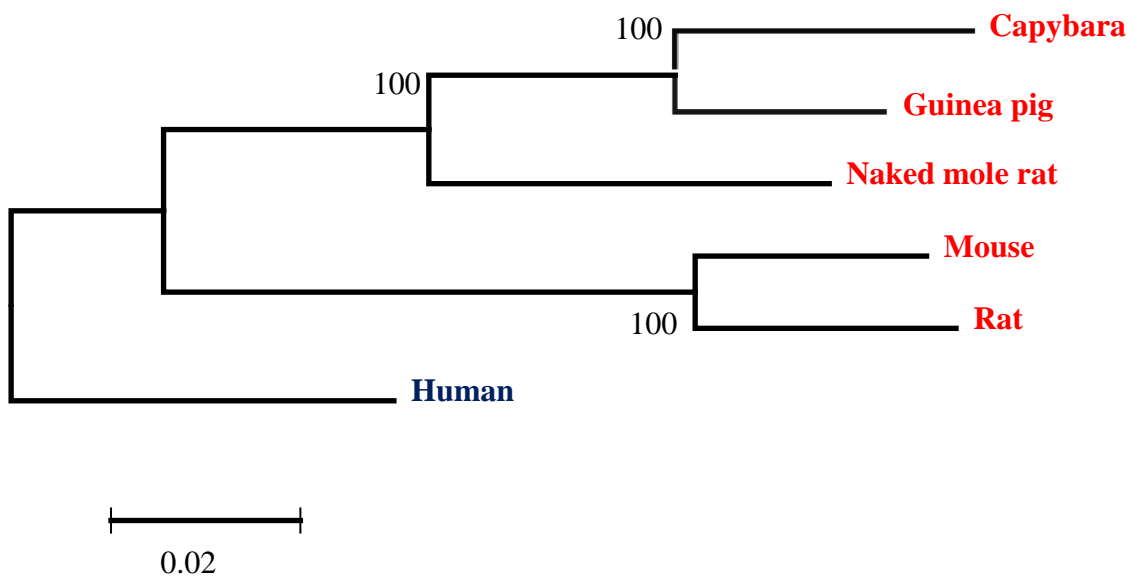 100
Capybara
100
Guinea pig
Naked mole rat
Mouse
100
Rat
Human
0.02